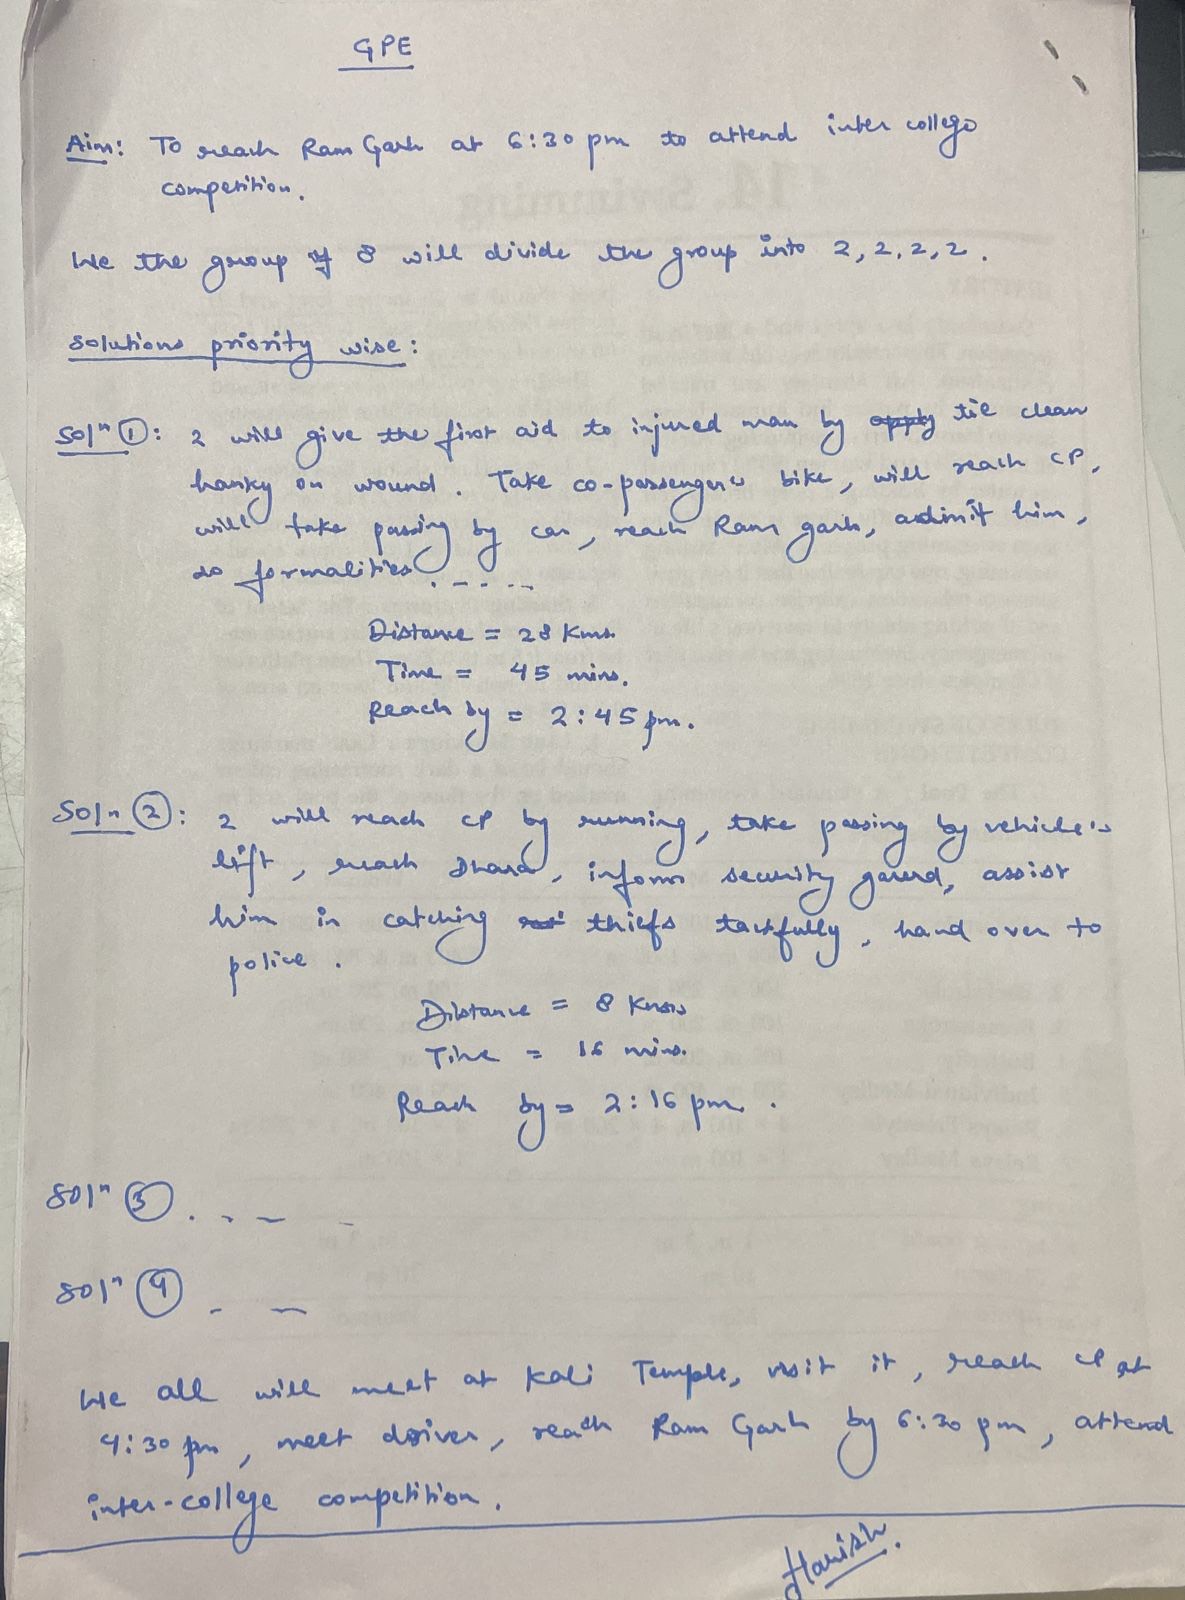 GPE
Aim: To reach Ram Garh at 6:30 pm to attend inter college
competition.
We the group of 8 will divide the group into 2, 2, 2, 2.
Solutions priority wise:
Solⁿ ①: 2 will give the first aid to injured man by apply tie clean
hanky on wound. Take co-passengers bike, will reach CP,
will take passing by car, reach Ram garh, admit him,
do formalities . - . - -
Distance = 28 Kms.
Time = 45 mins.
Reach by = 2:45 pm.
Soln ②: 2 will reach CP by running, take passing by vehicle's
lift, reach Dhara, inform security gaurd, assist
him in catching thiefs tactfully, hand over to
police.
Distance = 8 Kms
Time = 16 mins.
Reach by = 2:16 pm.
Solⁿ ③ . - - -
Solⁿ ④ . - -
We all will meet at Kali Temple, visit it, reach CP at
4:30 pm, meet driver, reach Ram Garh by 6:30 pm, attend
inter-college competition.
Harish.